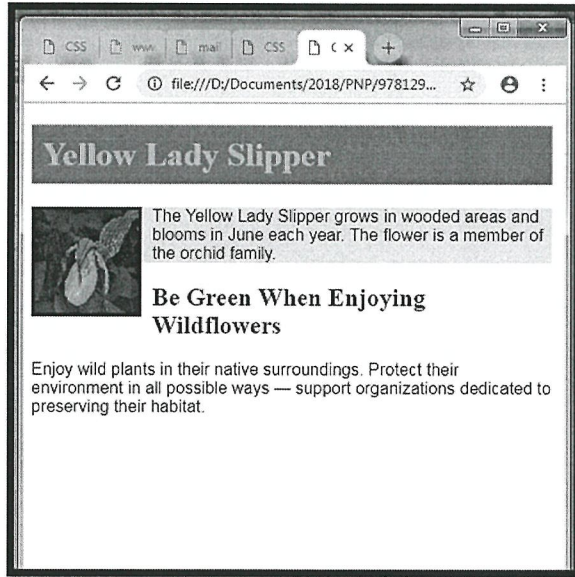 CSS www mail CSS C
file:///D:/Documents/2018/PNP/978129...
Yellow Lady Slipper
The Yellow Lady Slipper grows in wooded areas and
blooms in June each year. The flower is a member of
the orchid family.
Be Green When Enjoying
Wildflowers
Enjoy wild plants in their native surroundings. Protect their
environment in all possible ways — support organizations dedicated to
preserving their habitat.